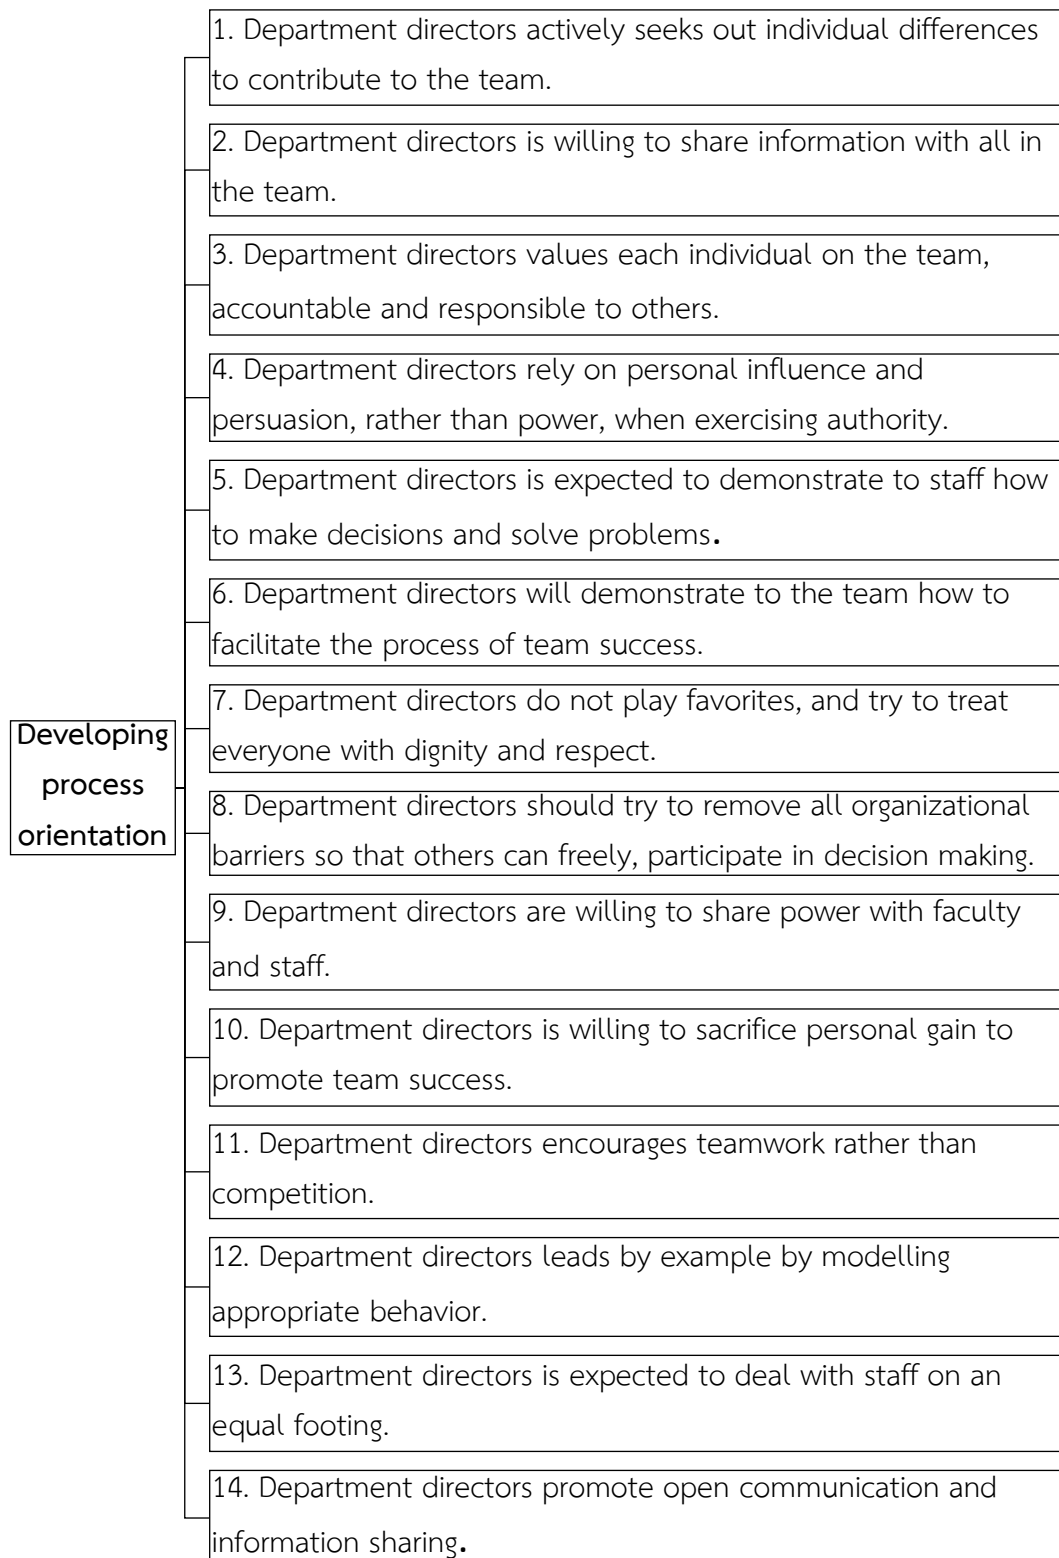 1. Department directors actively seeks out individual differences
to contribute to the team.
2. Department directors is willing to share information with all in
the team.
3. Department directors values each individual on the team,
accountable and responsible to others.
4. Department directors rely on personal influence and
persuasion, rather than power, when exercising authority.
5. Department directors is expected to demonstrate to staff how
to make decisions and solve problems.
6. Department directors will demonstrate to the team how to
facilitate the process of team success.
7. Department directors do not play favorites, and try to treat
everyone with dignity and respect.
Developing
process
orientation
8. Department directors should try to remove all organizational
barriers so that others can freely, participate in decision making.
9. Department directors are willing to share power with faculty
and staff.
10. Department directors is willing to sacrifice personal gain to
promote team success.
11. Department directors encourages teamwork rather than
competition.
12. Department directors leads by example by modelling
appropriate behavior.
13. Department directors is expected to deal with staff on an
equal footing.
14. Department directors promote open communication and
information sharing.